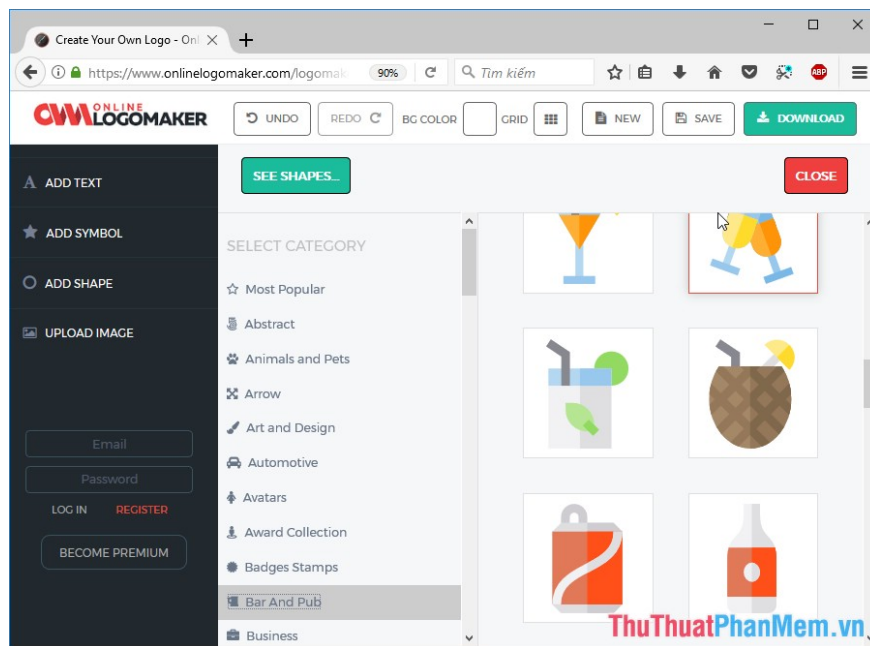 Create Your Own Logo - Onl
https://www.onlinelogomaker.com/logomak
90%
Tìm kiếm
ABP
ONLINE
LOGOMAKER
UNDO
REDO
BG COLOR
GRID
NEW
SAVE
DOWNLOAD
A ADD TEXT
ADD SYMBOL
ADD SHAPE
UPLOAD IMAGE
Email
Password
LOG IN
REGISTER
BECOME PREMIUM
SEE SHAPES...
CLOSE
SELECT CATEGORY
Most Popular
Abstract
Animals and Pets
Arrow
Art and Design
Automotive
Avatars
Award Collection
Badges Stamps
Bar And Pub
Business
ThuThuatPhanMem.vn